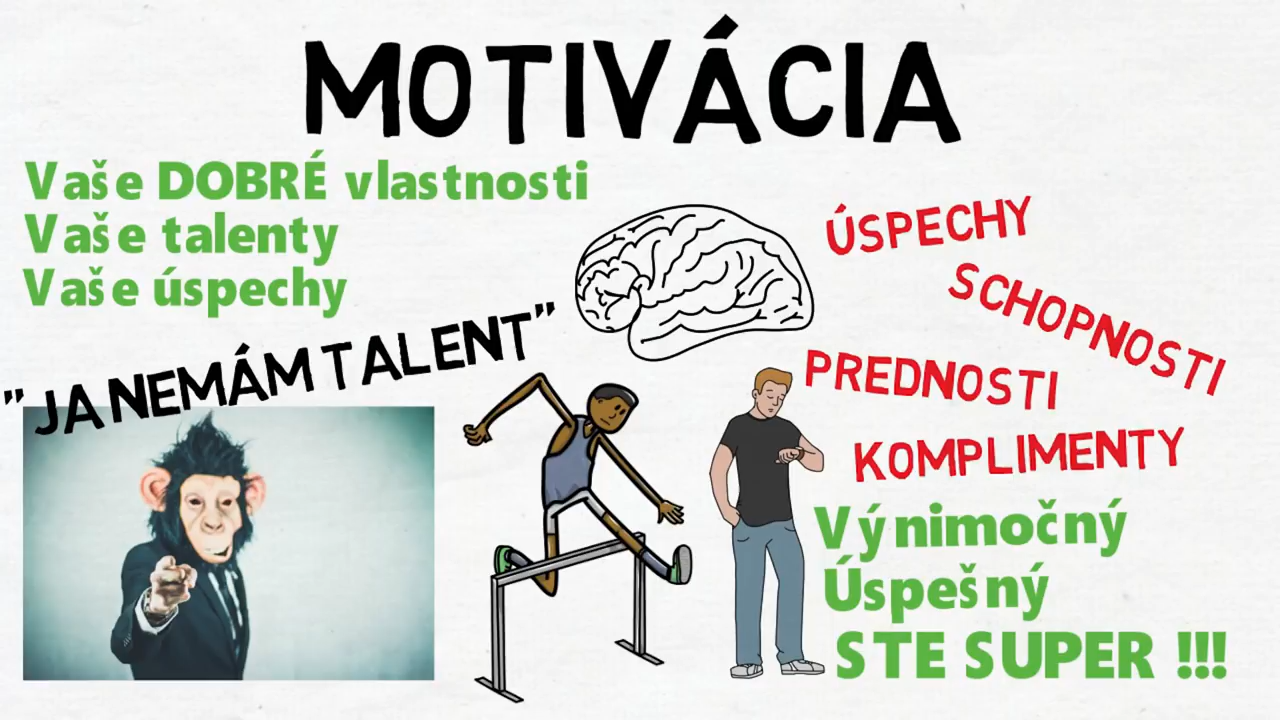 MOTIVÁCIA
Vaše DOBRÉ vlastnosti
Vaše talenty
Vaše úspechy
"JA NEMÁM TALENT"
ÚSPECHY
SCHOPNOSTI
PREDNOSTI
KOMPLIMENTY
Výnimočný
Úspešný
STE SUPER !!!